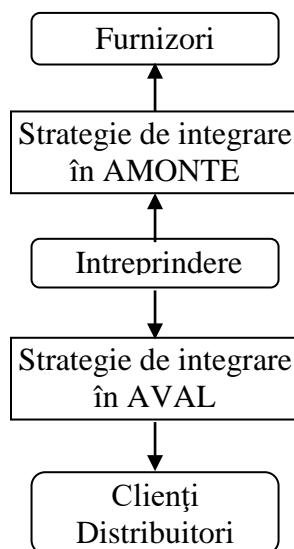 Furnizori
Strategie de integrare
în AMONTE
Intreprindere
Strategie de integrare
în AVAL
Clienţi
Distribuitori